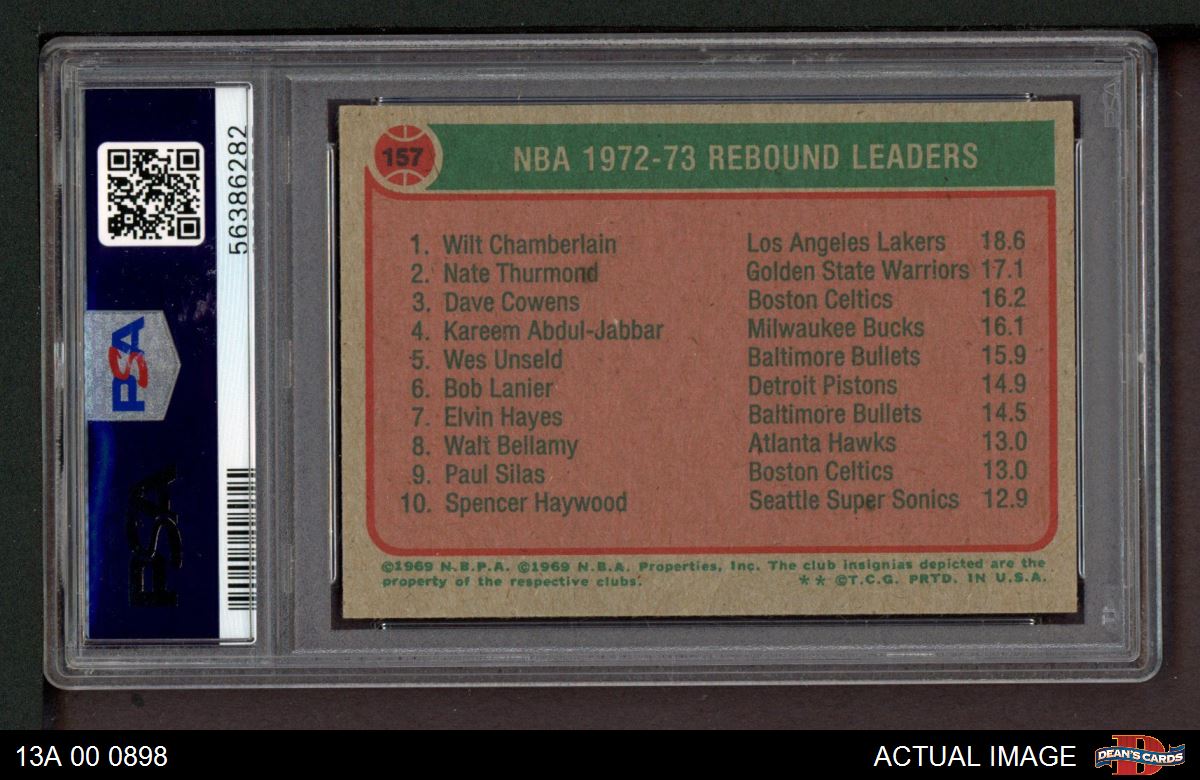 563862282
PSA
PSA
157
NBA 1972-73 REBOUND LEADERS
1. Wilt Chamberlain Los Angeles Lakers 18.6
2. Nate Thurmond Golden State Warriors 17.1
3. Dave Cowens Boston Celtics 16.2
4. Kareem Abdul-Jabbar Milwaukee Bucks 16.1
5. Wes Unseld Baltimore Bullets 15.9
6. Bob Lanier Detroit Pistons 14.9
7. Elvin Hayes Baltimore Bullets 14.5
8. Walt Bellamy Atlanta Hawks 13.0
9. Paul Silas Boston Celtics 13.0
10. Spencer Haywood Seattle Super Sonics 12.9
©1969 N.B.P.A. ©1969 N.B.A. Properties, Inc. The club insignias depicted are the
property of the respective clubs. ** ©T.C.G. PRTD. IN U.S.A.
PSA
13A 00 0898
ACTUAL IMAGE
DEAN'S CARDS